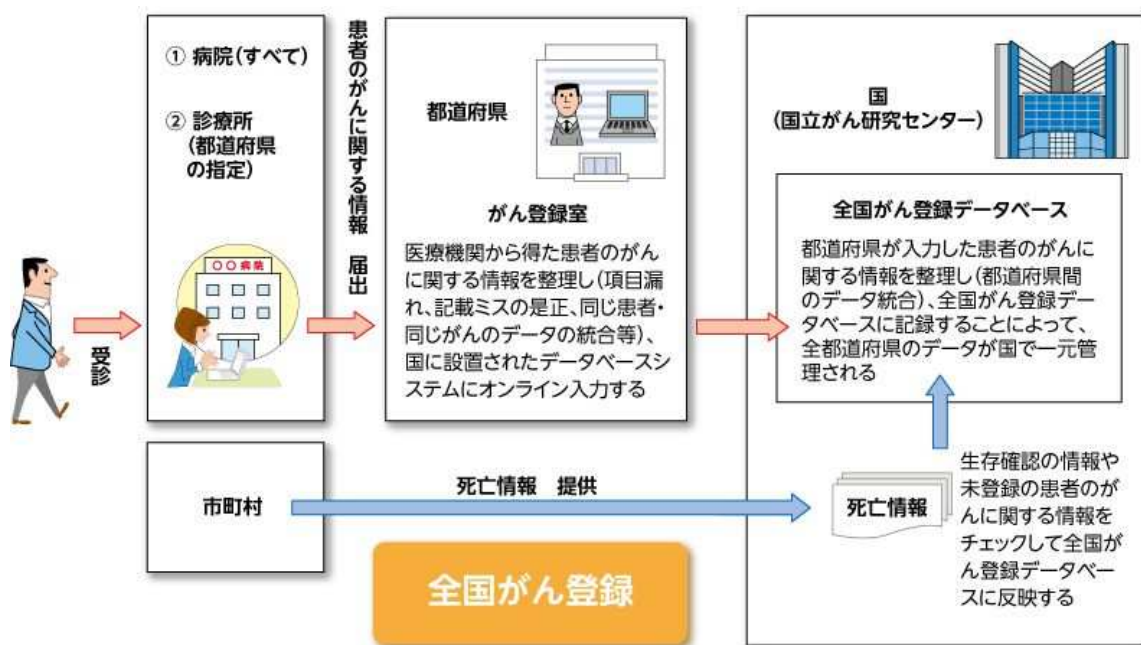 ① 病院（すべて）
② 診療所
（都道府県
の指定）
〇〇病院
受診
患者のがんに関する情報　届出
都道府県
がん登録室
医療機関から得た患者のがん
に関する情報を整理し（項目漏
れ、記載ミスの是正、同じ患者・
同じがんのデータの統合等）、
国に設置されたデータベースシ
ステムにオンライン入力する
国
（国立がん研究センター）
全国がん登録データベース
都道府県が入力した患者のがんに
関する情報を整理し（都道府県間
のデータ統合）、全国がん登録デー
タベースに記録することによって、
全都道府県のデータが国で一元管
理される
市町村
死亡情報　提供
死亡情報
生存確認の情報や
未登録の患者のが
んに関する情報を
チェックして全国が
ん登録データベー
スに反映する
全国がん登録